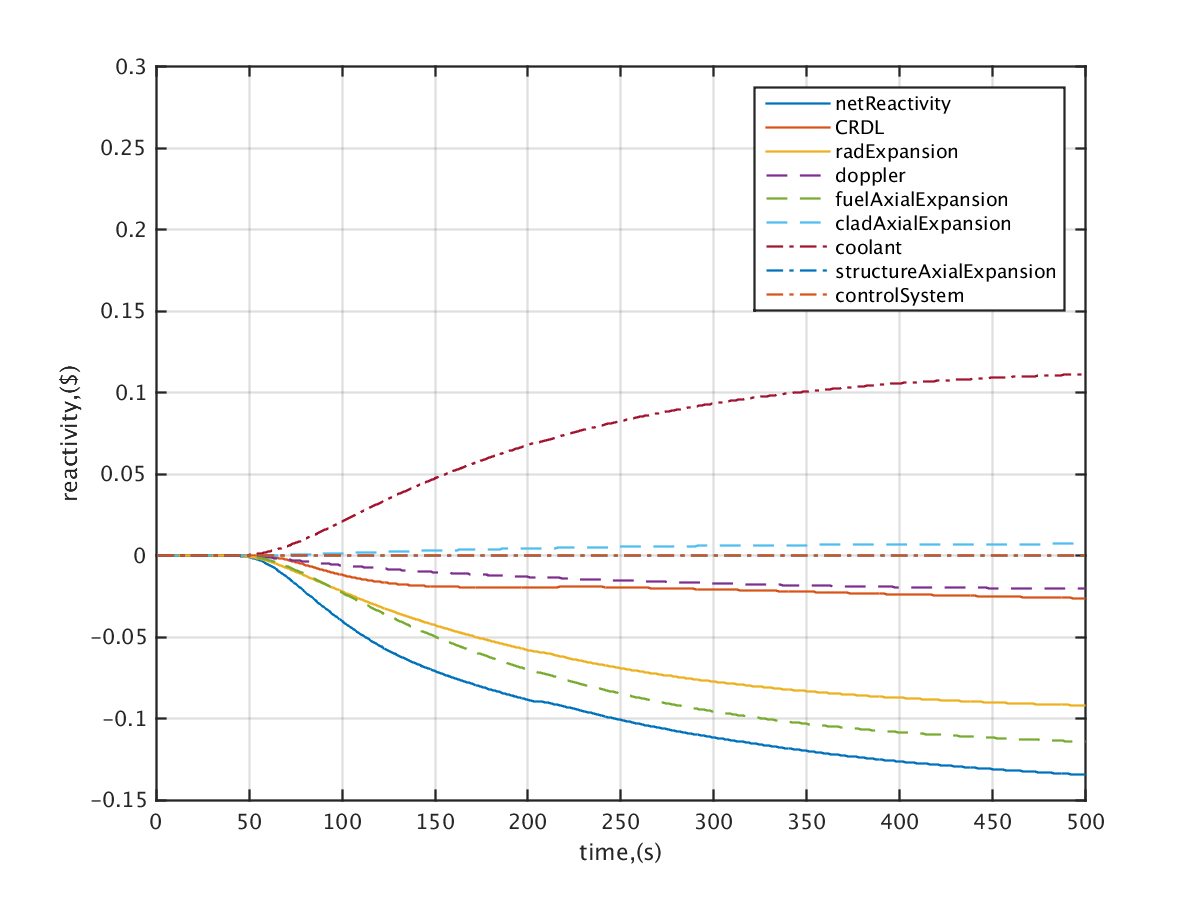 0.3
0.25
0.2
0.15
0.1
0.05
0
−0.05
−0.1
−0.15
reactivity,($)
netReactivity
CRDL
radExpansion
doppler
fuelAxialExpansion
cladAxialExpansion
coolant
structureAxialExpansion
controlSystem
0 50 100 150 200 250 300 350 400 450 500
time,(s)